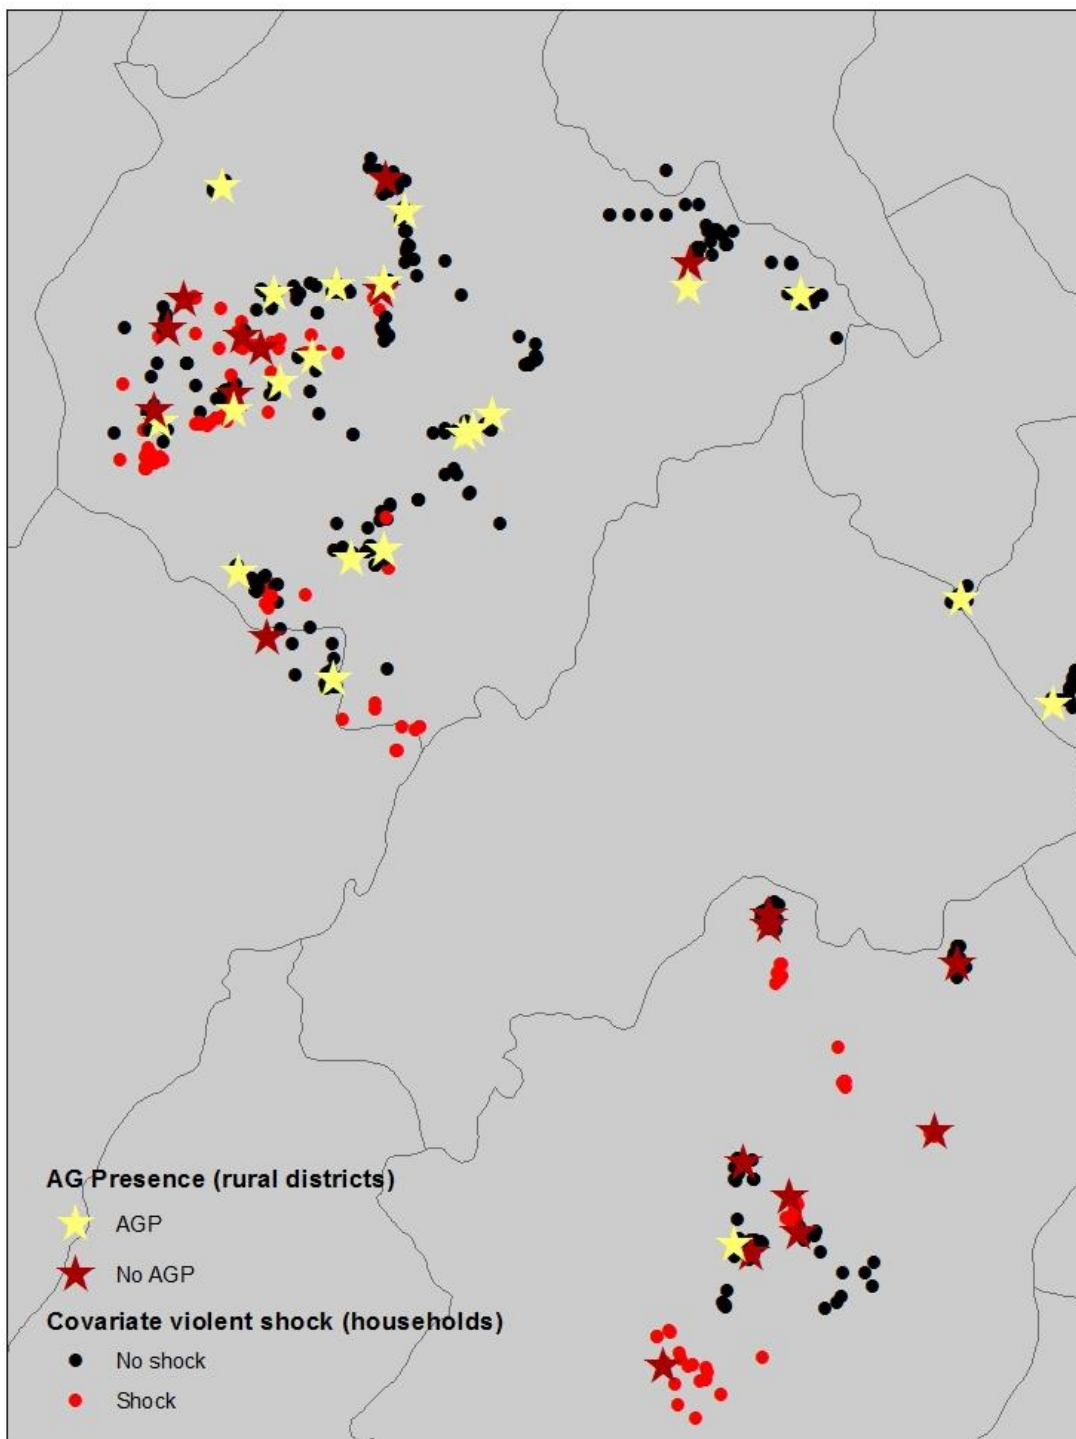 AG Presence (rural districts)
AGP
No AGP
Covariate violent shock (households)
No shock
Shock